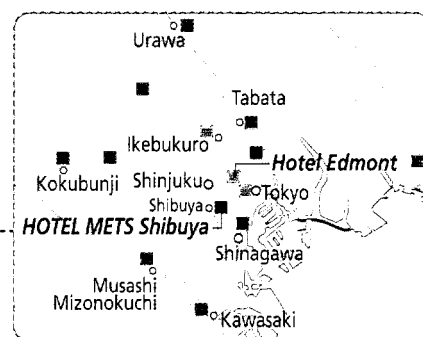 Urawa
Tabata
Ikebukuro
Hotel Edmont
Kokubunji
Shinjuku
Tokyo
Shibuya
HOTEL METS Shibuya
Shinagawa
Musashi
Mizonokuchi
Kawasaki